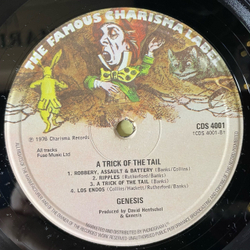 THE FAMOUS CHARISMA LABEL
CDS 4001
(CDS 4001-B)
℗ 1976 Charisma Records
All tracks
Fuse Music Ltd
A TRICK OF THE TAIL
1. ROBBERY, ASSAULT & BATTERY (Banks/Collins)
2. RIPPLES (Rutherford/Banks)
3. A TRICK OF THE TAIL (Banks)
4. LOS ENDOS (Collins/Hackett/Rutherford/Banks)
GENESIS
Produced by David Hentschel
& Genesis